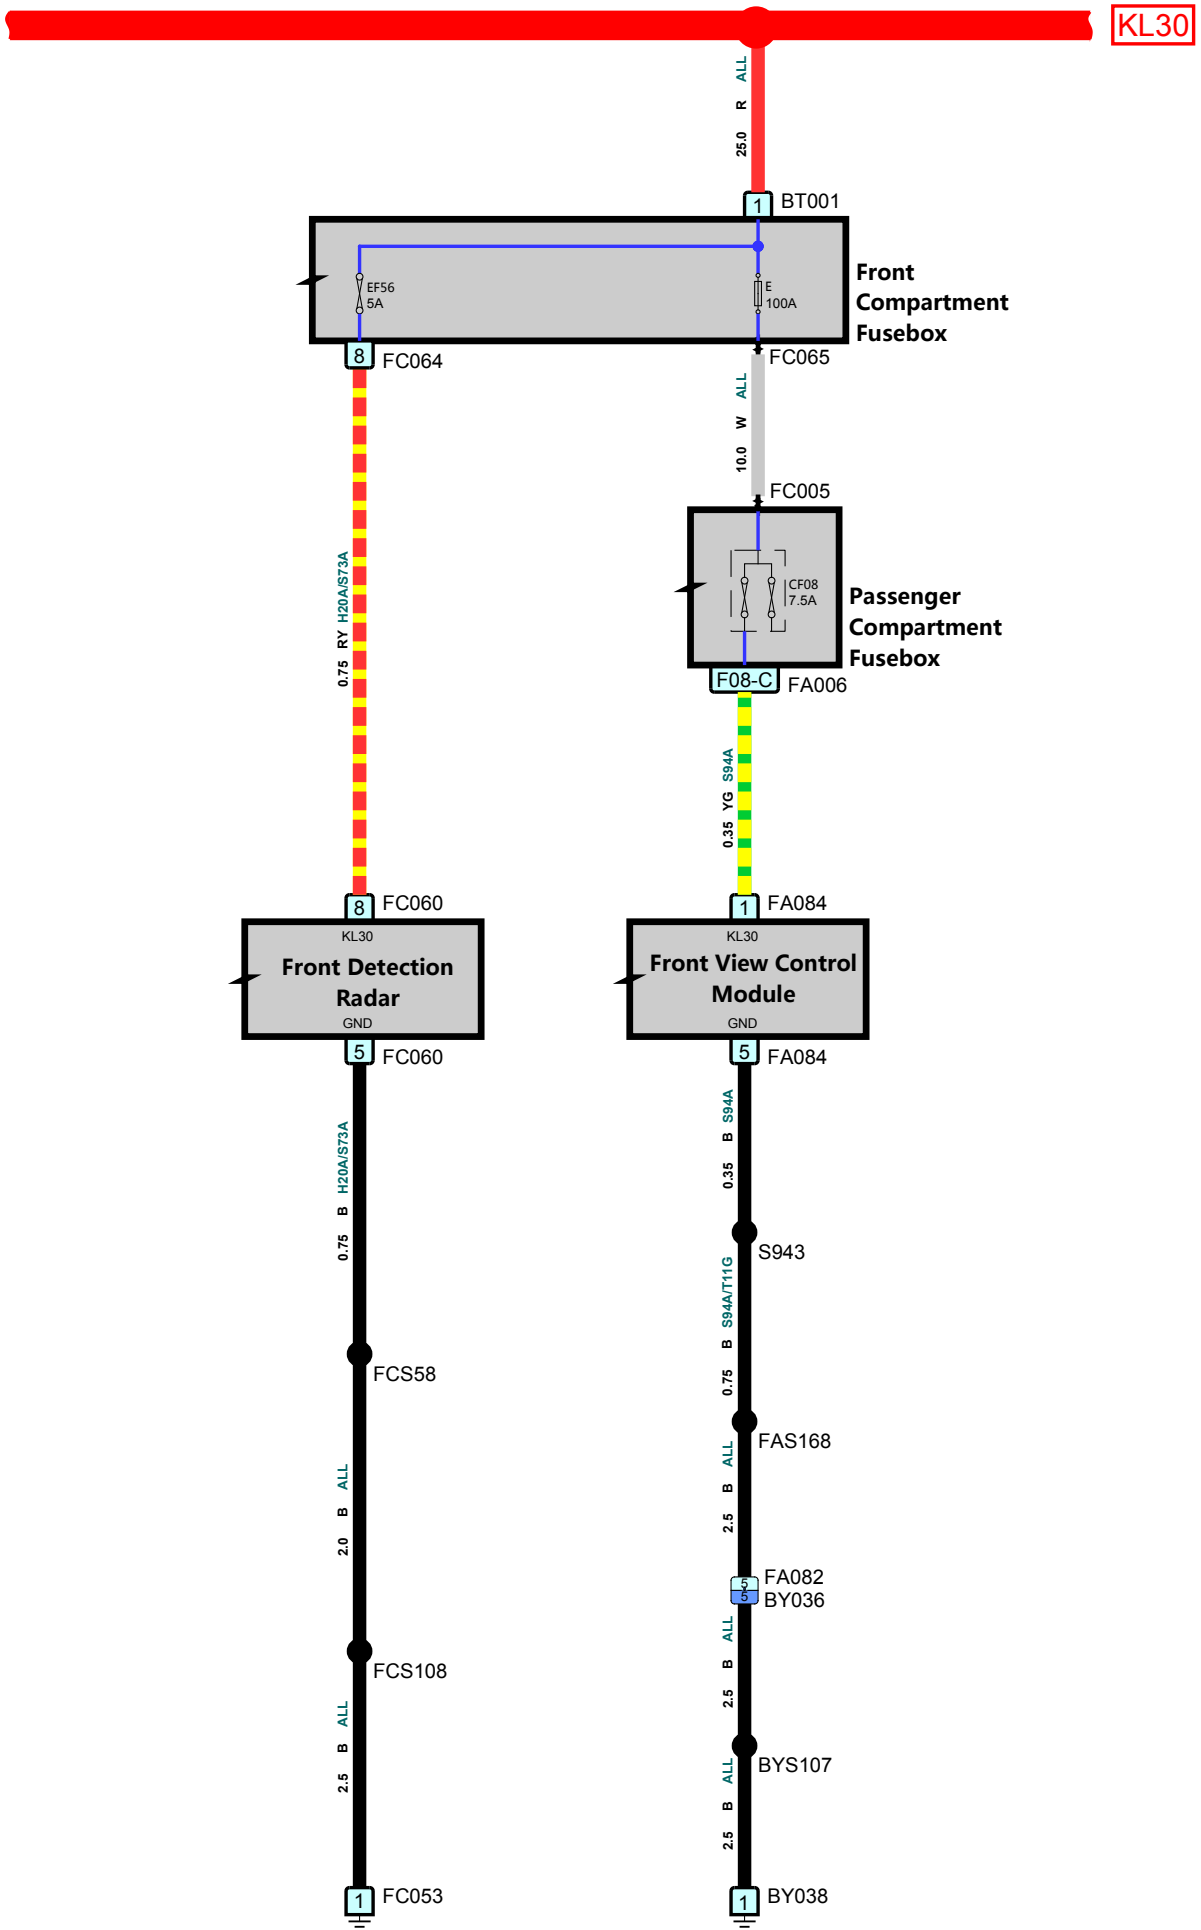 KL30
25.0 R ALL
1 BT001
EF56
5A
E
100A
Front
Compartment
Fusebox
8 FC064
FC065
10.0 W ALL
FC005
CF08
7.5A
Passenger
Compartment
Fusebox
F08-C FA006
0.75 RY H20A/S73A
0.35 YG S94A
8 FC060
KL30
Front Detection
Radar
GND
5 FC060
1 FA084
KL30
Front View Control
Module
GND
5 FA084
0.75 B H20A/S73A
0.35 B S94A
S943
0.75 B S94A/T11G
FCS58
FAS168
2.0 B ALL
2.5 B ALL
5 FA082
5 BY036
2.5 B ALL
FCS108
BYS107
2.5 B ALL
2.5 B ALL
1 FC053
1 BY038